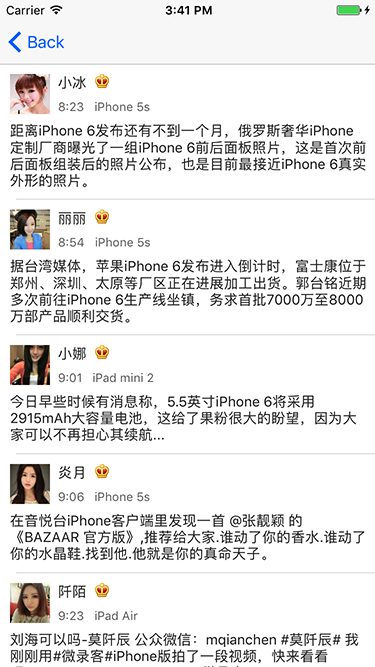 Carrier 3:41 PM
Back
小冰
8:23 iPhone 5s
距离iPhone 6发布还有不到一个月，俄罗斯奢华iPhone
定制厂商曝光了一组iPhone 6前后面板照片，这是首次前
后面板组装后的照片公布，也是目前最接近iPhone 6真实
外形的照片。
丽丽
8:54 iPhone 5s
据台湾媒体，苹果iPhone 6发布进入倒计时，富士康位于
郑州、深圳、太原等厂区正在进展加工出货。郭台铭近期
多次前往iPhone 6生产线坐镇，务求首批7000万至8000
万部产品顺利交货。
小娜
9:01 iPad mini 2
今日早些时候有消息称，5.5英寸iPhone 6将采用
2915mAh大容量电池，这给了果粉很大的盼望，因为大
家可以不再担心其续航...
炎月
9:06 iPhone 5s
在音悦台iPhone客户端里发现一首 @张靓颖 的
《BAZAAR 官方版》,推荐给大家.谁动了你的香水.谁动了
你的水晶鞋.找到他.他就是你的真命天子。
阡陌
9:23 iPad Air
刘海可以吗-莫阡辰 公众微信：mqianchen #莫阡辰# 我
刚刚用#微录客#iPhone版拍了一段视频，快来看看